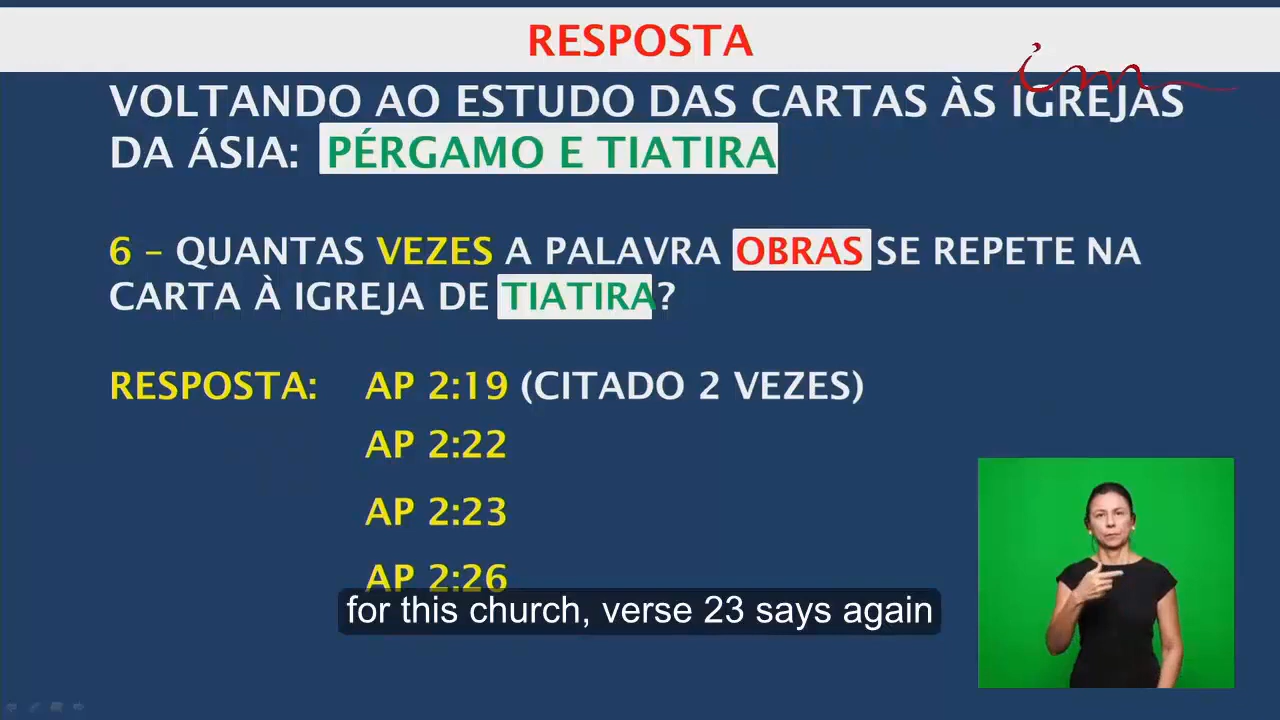 RESPOSTA
im
VOLTANDO AO ESTUDO DAS CARTAS ÀS IGREJAS
DA ÁSIA: PÉRGAMO E TIATIRA
6 – QUANTAS VEZES A PALAVRA OBRAS SE REPETE NA
CARTA À IGREJA DE TIATIRA?
RESPOSTA: AP 2:19 (CITADO 2 VEZES)
AP 2:22
AP 2:23
AP 2:26
for this church, verse 23 says again